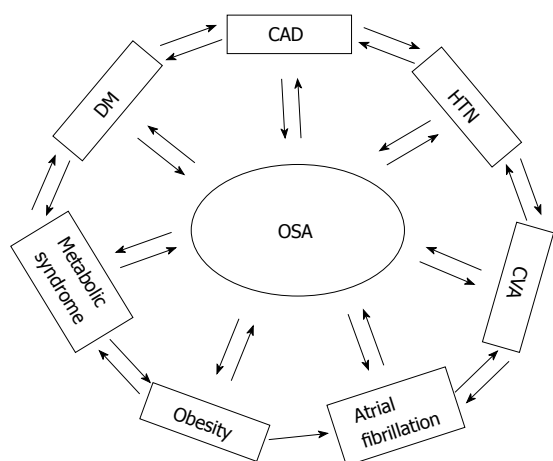 CAD
HTN
DM
OSA
Metabolic
syndrome
CVA
Obesity
Atrial
fibrillation